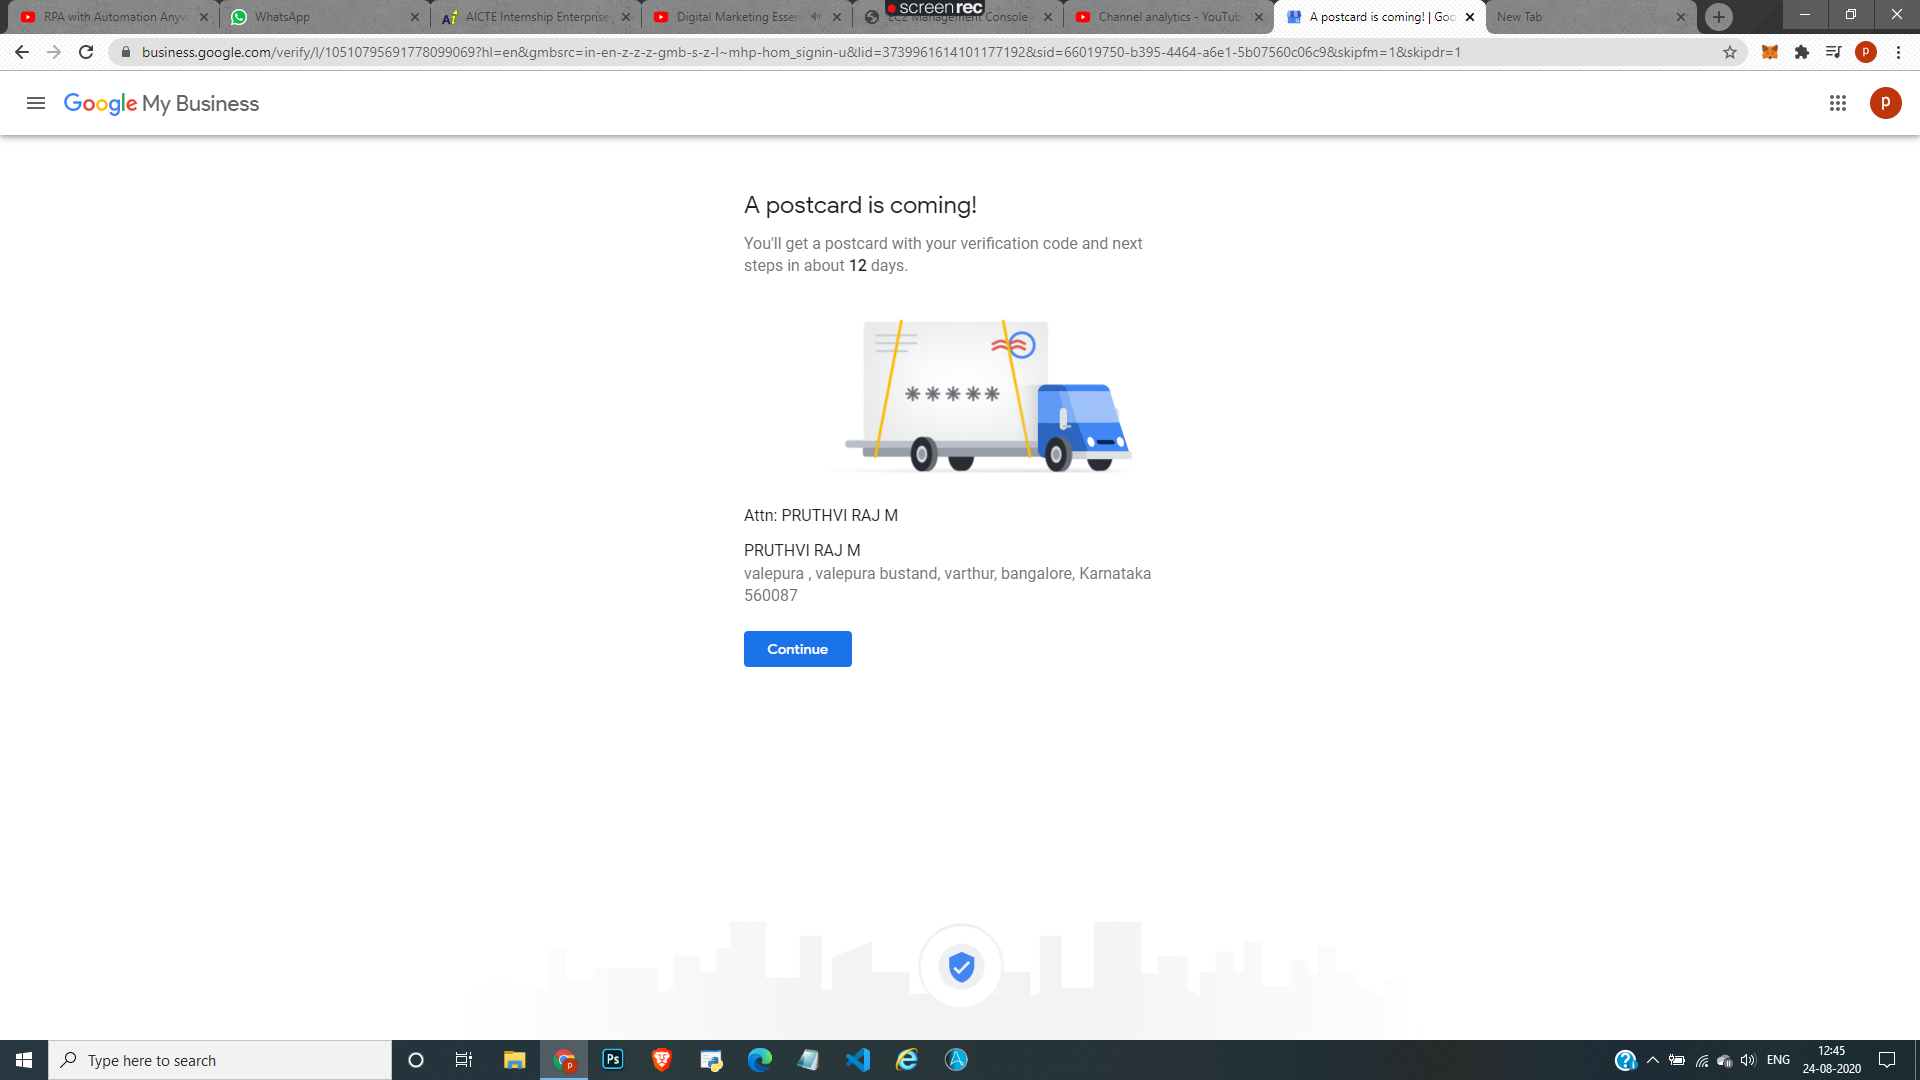 RPA with Automation Anyw
WhatsApp
AICTE Internship Enterprise
Digital Marketing Essen
EC2 Management Console
screenrec
Channel analytics - YouTub
A postcard is coming! | Goo
New Tab
business.google.com/verify/l/10510795691778099069?hl=en&gmbsrc=in-en-z-z-z-gmb-s-z-l~mhp-hom_signin-u&lid=3739961614101177192&sid=66019750-b395-4464-a6e1-5b07560c06c9&skipfm=1&skipdr=1
p
Google My Business
p
A postcard is coming!
You'll get a postcard with your verification code and next
steps in about 12 days.
*****
Attn: PRUTHVI RAJ M
PRUTHVI RAJ M
valepura , valepura bustand, varthur, bangalore, Karnataka
560087
Continue
Type here to search
p
Ps
ENG
12:45
24-08-2020